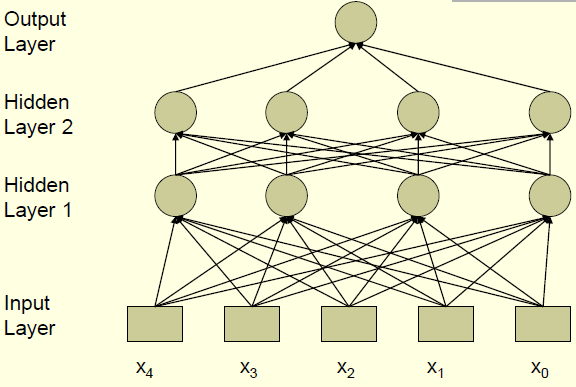 Output
Layer
Hidden
Layer 2
Hidden
Layer 1
Input
Layer
x₄ x₃ x₂ x₁ x₀